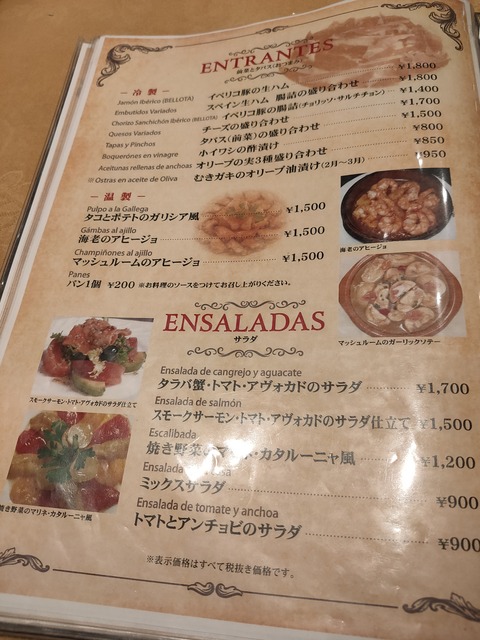 ENTRANTES
前菜とタパス(おつまみ)
― 冷 製 ―
Jamón Ibérico (BELLOTA)
イベリコ豚の生ハム ¥1,800
Embutidos Variados
スペイン生ハム 腸詰の盛り合わせ ¥1,800
Chorizo Sanchichón Ibérico (BELLOTA)
イベリコ豚の腸詰(チョリソ・サルチチョン) ¥1,400
Quesos Variados
チーズの盛り合わせ ¥1,700
Tapas y Pinchos
タパス(前菜)の盛り合わせ ¥1,500
Boquerónes en vinagre
小イワシの酢漬け ¥800
Aceitunas rellenas de anchoas
オリーブの実3種盛り合わせ ¥850
※Ostras en aceite de Oliva
むきガキのオリーブ油漬け(2月~3月) ¥950
― 温 製 ―
Pulpo a la Gallega
タコとポテトのガリシア風 ¥1,500
Gámbas al ajillo
海老のアヒージョ ¥1,500
Champiñones al ajillo
マッシュルームのアヒージョ ¥1,500
Panes
パン1個 ¥200 ※お料理のソースをつけてお召し上がりください。
海老のアヒージョ
マッシュルームのガーリックソテー
ENSALADAS
サラダ
Ensalada de cangrejo y aguacate
タラバ蟹・トマト・アヴォカドのサラダ ¥1,700
Ensalada de salmón
スモークサーモン・トマト・アヴォカドのサラダ仕立て ¥1,500
Escalibada
焼き野菜のマリネ・カタルーニャ風 ¥1,200
Ensalada
ミックスサラダ ¥900
Ensalada de tomate y anchoa
トマトとアンチョビのサラダ ¥900
スモークサーモン・トマト・アヴォカドのサラダ仕立て
焼き野菜のマリネ・カタルーニャ風
※表示価格はすべて税抜き価格です。